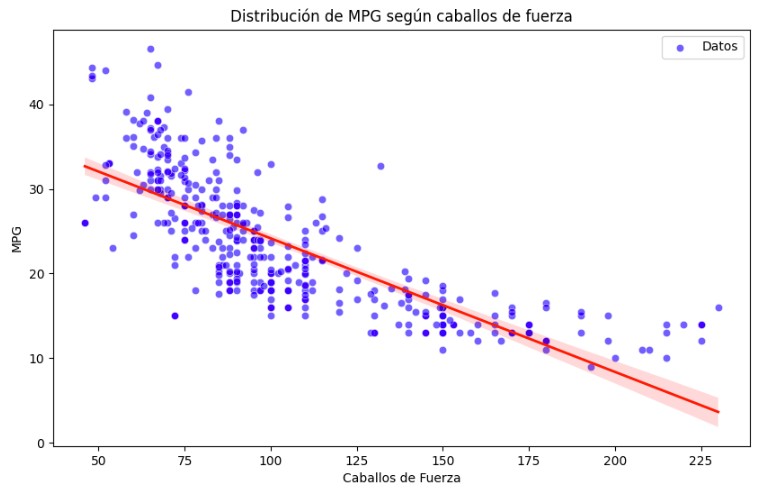 Distribución de MPG según caballos de fuerza
Datos
MPG
40
30
20
10
0
50 75 100 125 150 175 200 225
Caballos de Fuerza